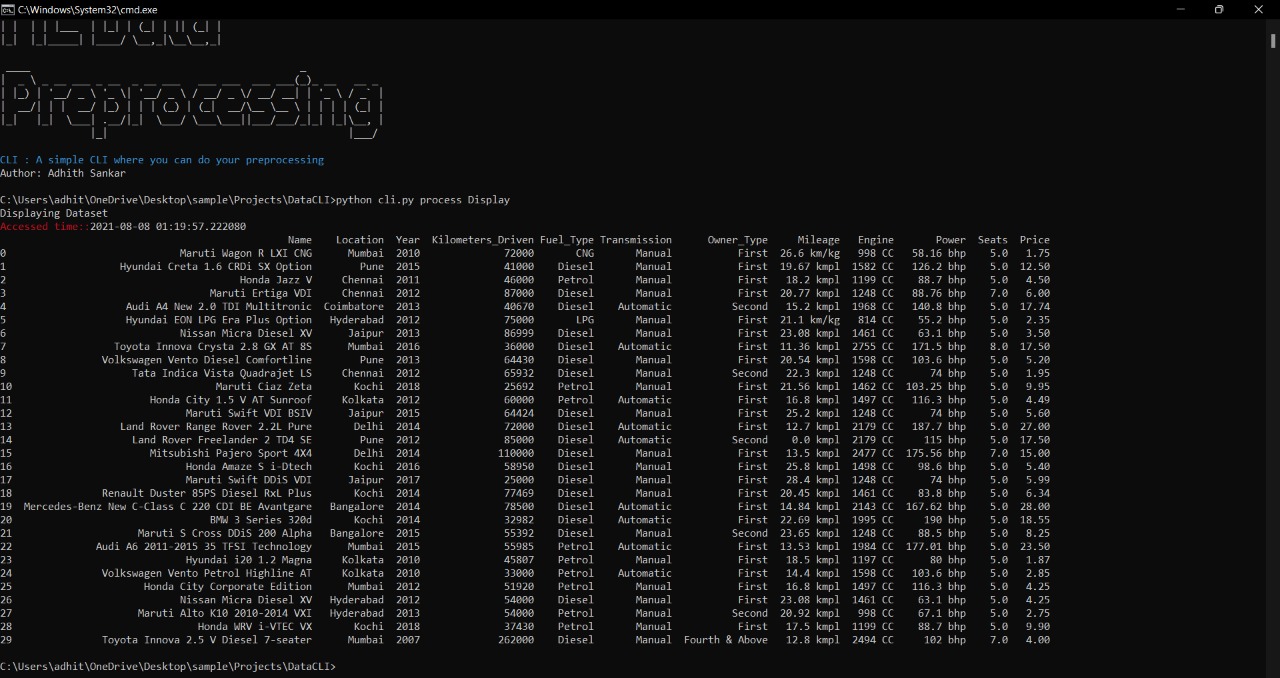 C:\Windows\System32\cmd.exe
Preprocessing
CLI : A simple CLI where you can do your preprocessing
Author: Adhith Sankar
C:\Users\adhit\OneDrive\Desktop\sample\Projects\DataCLI>python cli.py process Display
Displaying Dataset
Accessed time::2021-08-08 01:19:57.222080
Name Location Year Kilometers_Driven Fuel_Type Transmission Owner_Type Mileage Engine Power Seats Price
0 Maruti Wagon R LXI CNG Mumbai 2010 72000 CNG Manual First 26.6 km/kg 998 CC 58.16 bhp 5.0 1.75
1 Hyundai Creta 1.6 CRDi SX Option Pune 2015 41000 Diesel Manual First 19.67 kmpl 1582 CC 126.2 bhp 5.0 12.50
2 Honda Jazz V Chennai 2011 46000 Petrol Manual First 18.2 kmpl 1199 CC 88.7 bhp 5.0 4.50
3 Maruti Ertiga VDI Chennai 2012 87000 Diesel Manual First 20.77 kmpl 1248 CC 88.76 bhp 7.0 6.00
4 Audi A4 New 2.0 TDI Multitronic Coimbatore 2013 40670 Diesel Automatic Second 15.2 kmpl 1968 CC 140.8 bhp 5.0 17.74
5 Hyundai EON LPG Era Plus Option Hyderabad 2012 75000 LPG Manual First 21.1 km/kg 814 CC 55.2 bhp 5.0 2.35
6 Nissan Micra Diesel XV Jaipur 2013 86999 Diesel Manual First 23.08 kmpl 1461 CC 63.1 bhp 5.0 3.50
7 Toyota Innova Crysta 2.8 GX AT 8S Mumbai 2016 36000 Diesel Automatic First 11.36 kmpl 2755 CC 171.5 bhp 8.0 17.50
8 Volkswagen Vento Diesel Comfortline Pune 2013 64430 Diesel Manual First 20.54 kmpl 1598 CC 103.6 bhp 5.0 5.20
9 Tata Indica Vista Quadrajet LS Chennai 2012 65932 Diesel Manual Second 22.3 kmpl 1248 CC 74 bhp 5.0 1.95
10 Maruti Ciaz Zeta Kochi 2018 25692 Petrol Manual First 21.56 kmpl 1462 CC 103.25 bhp 5.0 9.95
11 Honda City 1.5 V AT Sunroof Kolkata 2012 60000 Petrol Automatic First 16.8 kmpl 1497 CC 116.3 bhp 5.0 4.49
12 Maruti Swift VDI BSIV Jaipur 2015 64424 Diesel Manual First 25.2 kmpl 1248 CC 74 bhp 5.0 5.60
13 Land Rover Range Rover 2.2L Pure Delhi 2014 72000 Diesel Automatic First 12.7 kmpl 2179 CC 187.7 bhp 5.0 27.00
14 Land Rover Freelander 2 TD4 SE Pune 2012 85000 Diesel Automatic Second 0.0 kmpl 2179 CC 115 bhp 5.0 17.50
15 Mitsubishi Pajero Sport 4X4 Delhi 2014 110000 Diesel Manual First 13.5 kmpl 2477 CC 175.56 bhp 7.0 15.00
16 Honda Amaze S i-Dtech Kochi 2016 58950 Diesel Manual First 25.8 kmpl 1498 CC 98.6 bhp 5.0 5.40
17 Maruti Swift DDiS VDI Jaipur 2017 25000 Diesel Manual First 28.4 kmpl 1248 CC 74 bhp 5.0 5.99
18 Renault Duster 85PS Diesel RxL Plus Kochi 2014 77469 Diesel Manual First 20.45 kmpl 1461 CC 83.8 bhp 5.0 6.34
19 Mercedes-Benz New C-Class C 220 CDI BE Avantgare Bangalore 2014 78500 Diesel Automatic First 14.84 kmpl 2143 CC 167.62 bhp 5.0 28.00
20 BMW 3 Series 320d Kochi 2014 32982 Diesel Automatic First 22.69 kmpl 1995 CC 190 bhp 5.0 18.55
21 Maruti S Cross DDiS 200 Alpha Bangalore 2015 55392 Diesel Manual Second 23.65 kmpl 1248 CC 88.5 bhp 5.0 8.25
22 Audi A6 2011-2015 35 TFSI Technology Mumbai 2015 55985 Petrol Automatic First 13.53 kmpl 1984 CC 177.01 bhp 5.0 23.50
23 Hyundai i20 1.2 Magna Kolkata 2010 45807 Petrol Manual First 18.5 kmpl 1197 CC 80 bhp 5.0 1.87
24 Volkswagen Vento Petrol Highline AT Kolkata 2010 33000 Petrol Automatic First 14.4 kmpl 1598 CC 103.6 bhp 5.0 2.85
25 Honda City Corporate Edition Mumbai 2012 51920 Petrol Manual First 16.8 kmpl 1497 CC 116.3 bhp 5.0 4.25
26 Nissan Micra Diesel XV Hyderabad 2012 54000 Diesel Manual First 23.08 kmpl 1461 CC 63.1 bhp 5.0 4.25
27 Maruti Alto K10 2010-2014 VXI Hyderabad 2013 54000 Petrol Manual Second 20.92 kmpl 998 CC 67.1 bhp 5.0 2.75
28 Honda WRV i-VTEC VX Kochi 2018 37430 Petrol Manual First 17.5 kmpl 1199 CC 88.7 bhp 5.0 9.90
29 Toyota Innova 2.5 V Diesel 7-seater Mumbai 2007 262000 Diesel Manual Fourth & Above 12.8 kmpl 2494 CC 102 bhp 7.0 4.00
C:\Users\adhit\OneDrive\Desktop\sample\Projects\DataCLI>